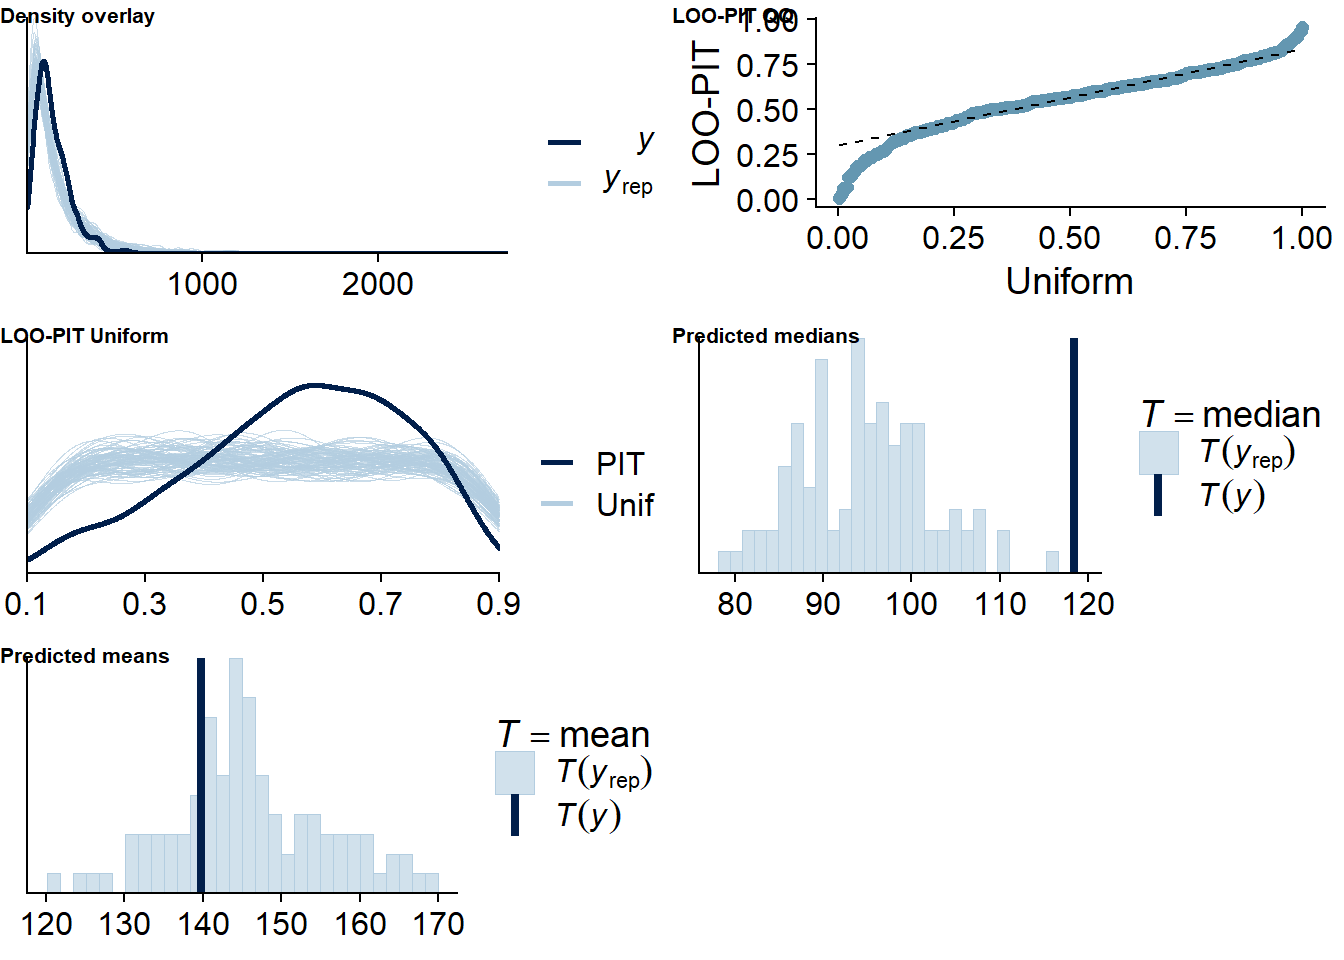 Density overlay
y
yrep
1000 2000
LOO-PIT QQ
LOO-PIT
1.00
0.75
0.50
0.25
0.00
0.00 0.25 0.50 0.75 1.00
Uniform
LOO-PIT Uniform
PIT
Unif
0.1 0.3 0.5 0.7 0.9
Predicted medians
T = median
T(yrep)
T(y)
80 90 100 110 120
Predicted means
T = mean
T(yrep)
T(y)
120 130 140 150 160 170